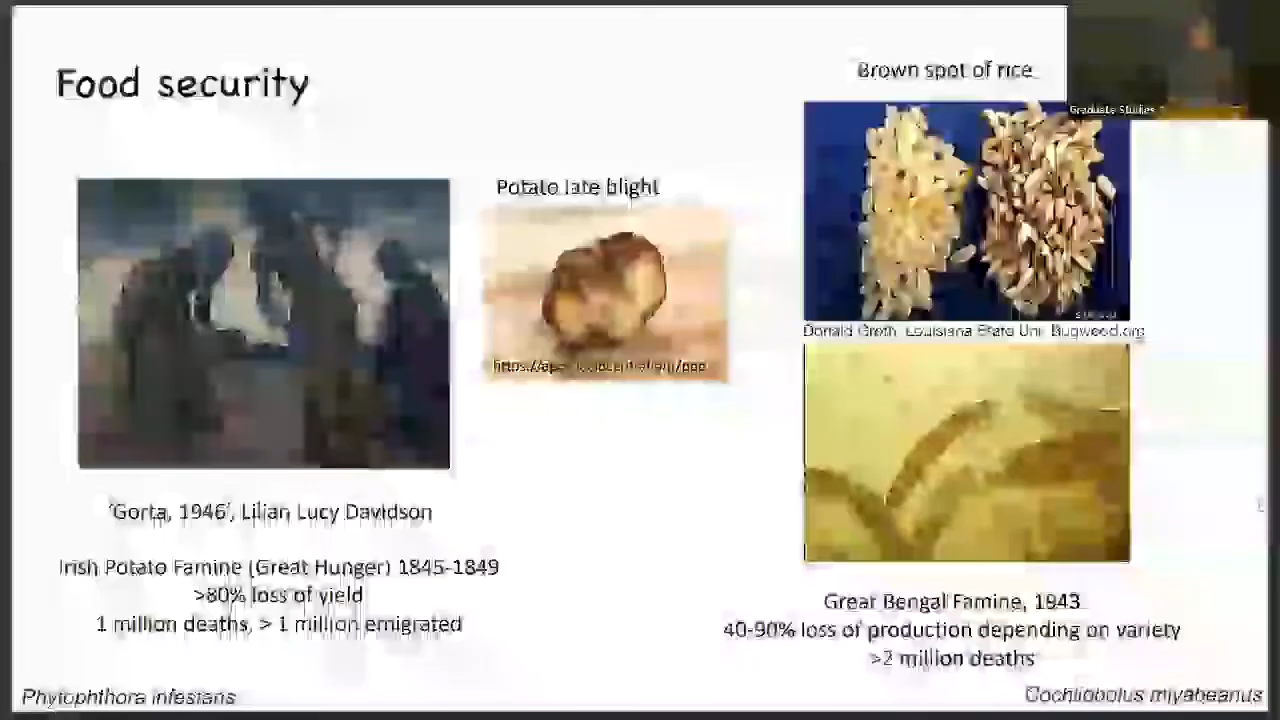 Food security
Brown spot of rice
Graduate Studies
Potato late blight
Donald Groth, Louisiana State Uni, Bugwood.org
'Gorta, 1946', Lilian Lucy Davidson
Irish Potato Famine (Great Hunger) 1845-1849
>80% loss of yield
1 million deaths, > 1 million emigrated
Great Bengal Famine, 1943
40-90% loss of production depending on variety
>2 million deaths
Phytophthora infestans
Cochliobolus miyabeanus